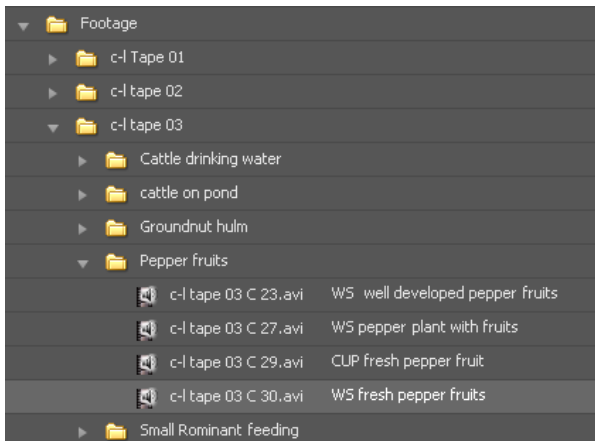 Footage
c-l Tape 01
c-l tape 02
c-l tape 03
Cattle drinking water
cattle on pond
Groundnut hulm
Pepper fruits
c-l tape 03 C 23.avi WS well developed pepper fruits
c-l tape 03 C 27.avi WS pepper plant with fruits
c-l tape 03 C 29.avi CUP fresh pepper fruit
c-l tape 03 C 30.avi WS fresh pepper fruits
Small Rominant feeding